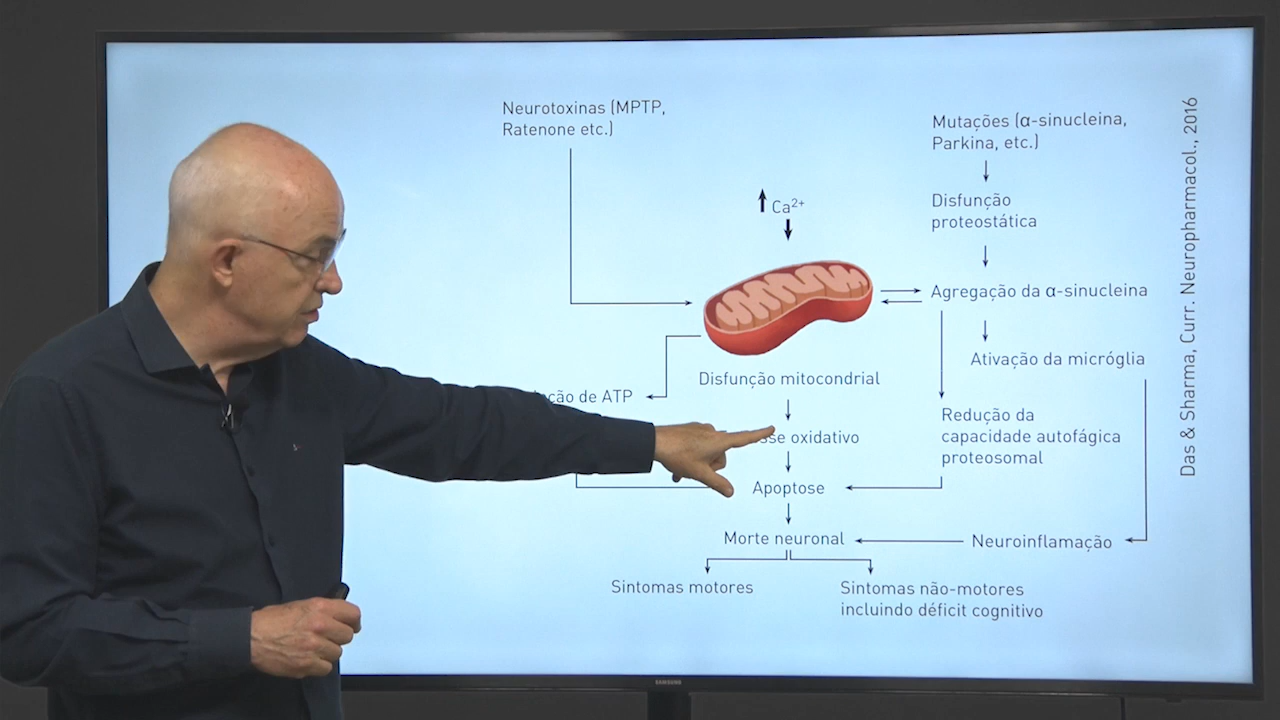 Neurotoxinas (MPTP,
Ratenone etc.)
Mutações (α-sinucleina,
Parkina, etc.)
Ca²⁺
Disfunção
proteostática
Agregação da α-sinucleina
Ativação da micróglia
Disfunção mitocondrial
de ATP
oxidativo
Redução da
capacidade autofágica
proteosomal
Apoptose
Morte neuronal
Neuroinflamação
Sintomas motores
Sintomas não-motores
incluindo déficit cognitivo
Das & Sharma, Curr. Neuropharmacol., 2016
SAMSUNG